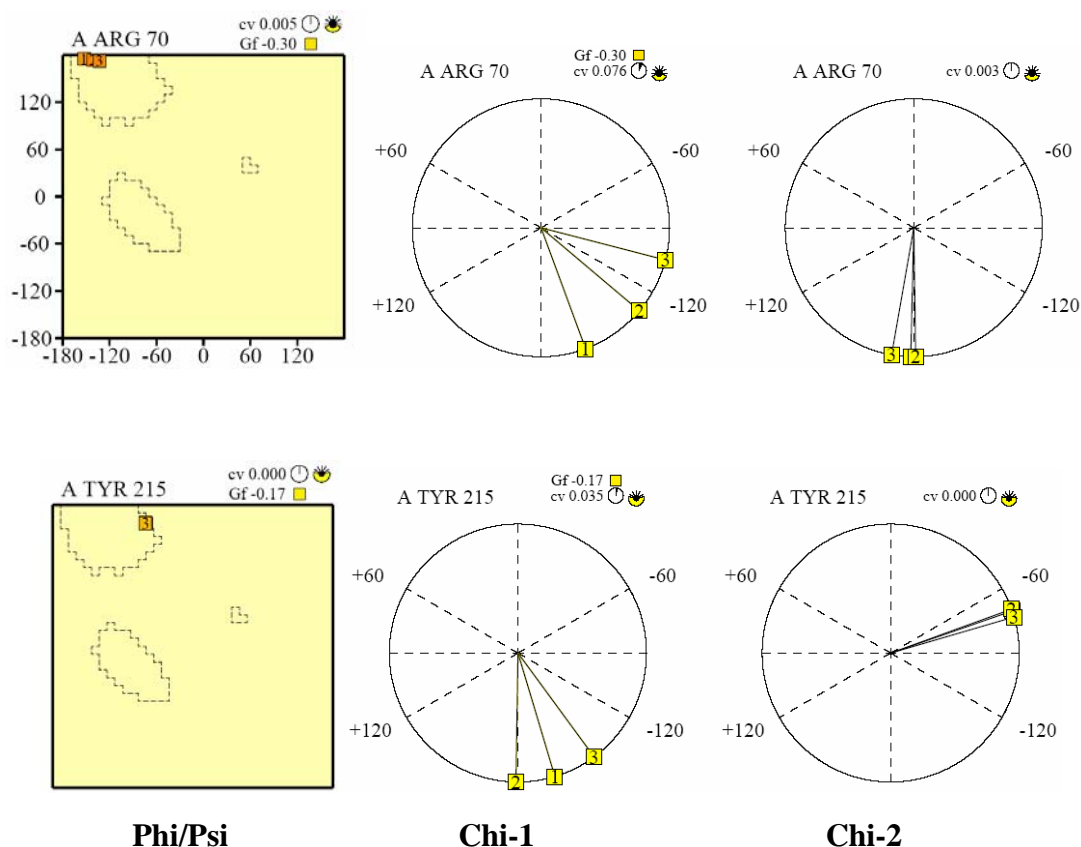 A ARG 70
cv 0.005
Gf -0.30
1 3
120
60
0
-60
-120
-180
-180 -120 -60 0 60 120
A ARG 70
Gf -0.30
cv 0.076
+60
-60
+120
-120
3
2
1
A ARG 70
cv 0.003
+60
-60
+120
-120
3
2
A TYR 215
cv 0.000
Gf -0.17
3
A TYR 215
Gf -0.17
cv 0.035
+60
-60
+120
-120
3
1
2
A TYR 215
cv 0.000
+60
-60
+120
-120
2
3
Phi/Psi
Chi-1
Chi-2